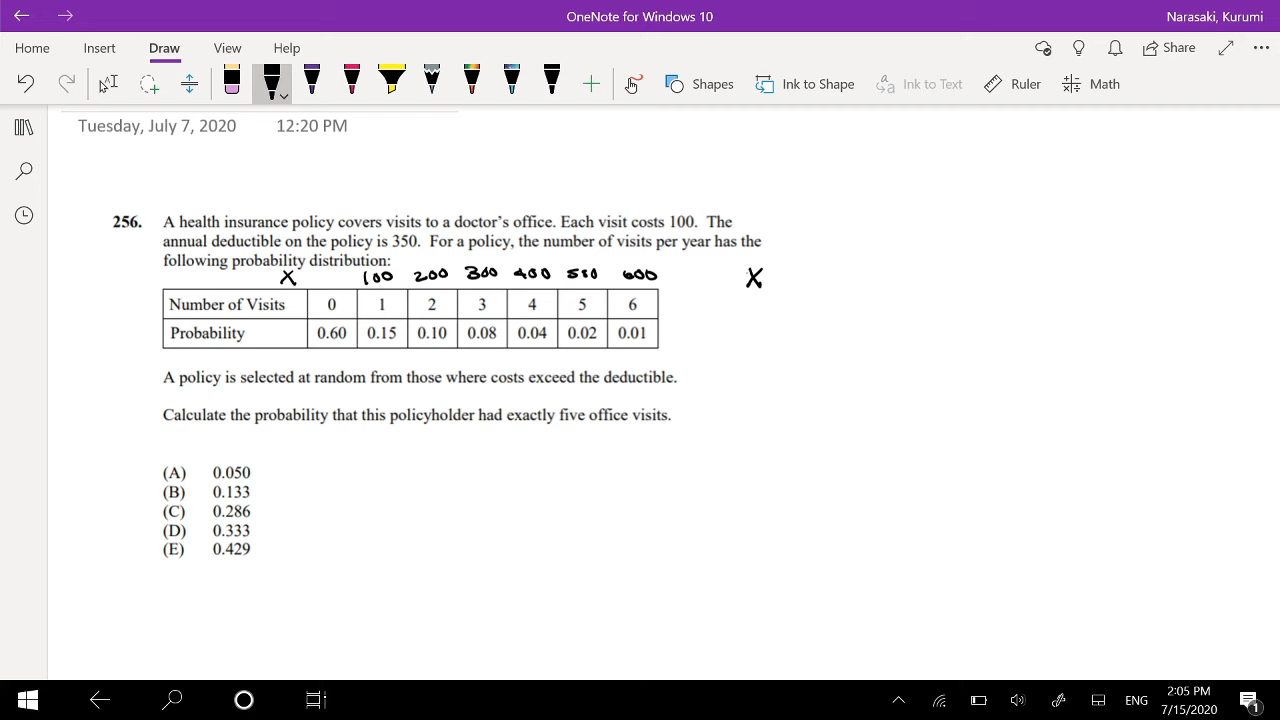 OneNote for Windows 10
Narasaki, Kurumi
Home Insert Draw View Help
Share
Shapes Ink to Shape Ink to Text Ruler Math
Tuesday, July 7, 2020 12:20 PM
256. A health insurance policy covers visits to a doctor's office. Each visit costs 100. The
annual deductible on the policy is 350. For a policy, the number of visits per year has the
following probability distribution:
X 100 200 300 400 500 600 X
Number of Visits 0 1 2 3 4 5 6
Probability 0.60 0.15 0.10 0.08 0.04 0.02 0.01
A policy is selected at random from those where costs exceed the deductible.
Calculate the probability that this policyholder had exactly five office visits.
(A) 0.050
(B) 0.133
(C) 0.286
(D) 0.333
(E) 0.429
ENG
2:05 PM
7/15/2020
1